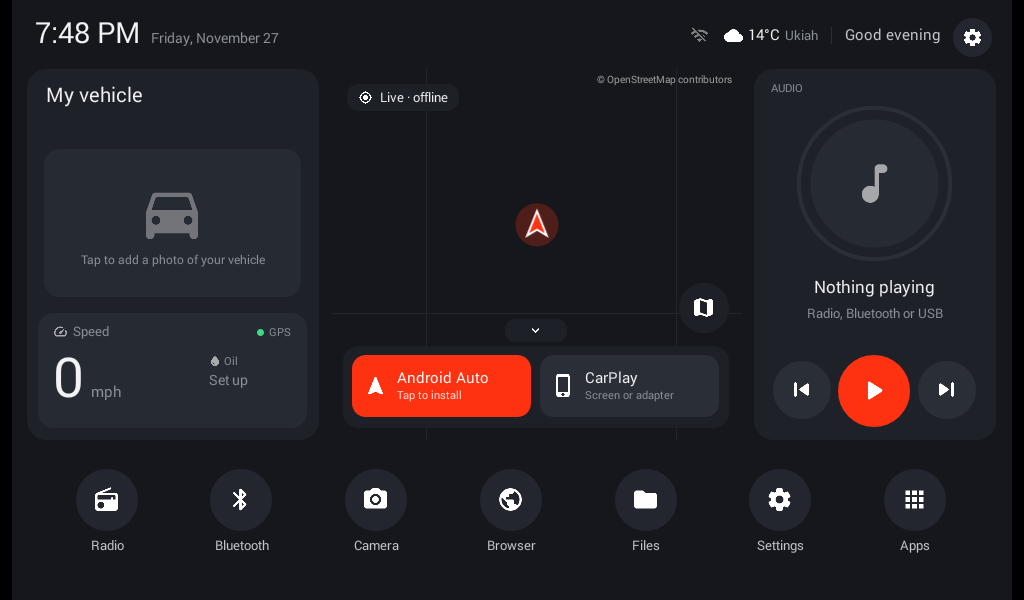 7:48 PM Friday, November 27
14°C Ukiah
Good evening
My vehicle
Tap to add a photo of your vehicle
Speed
GPS
0 mph
Oil
Set up
Live · offline
© OpenStreetMap contributors
Android Auto
Tap to install
CarPlay
Screen or adapter
AUDIO
Nothing playing
Radio, Bluetooth or USB
Radio
Bluetooth
Camera
Browser
Files
Settings
Apps